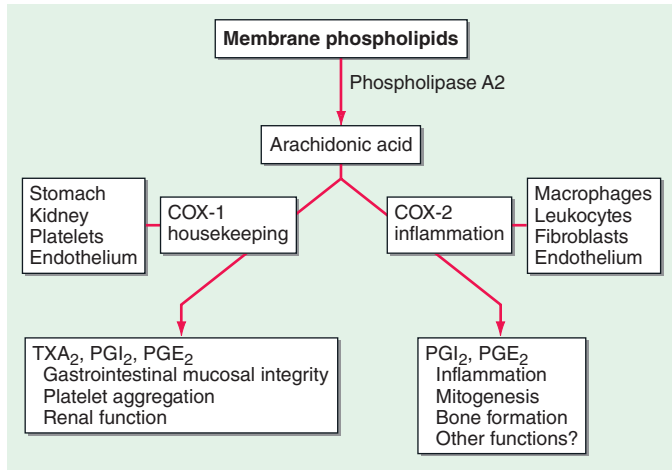 Membrane phospholipids
Phospholipase A2
Arachidonic acid
Stomach
Kidney
Platelets
Endothelium
COX-1
housekeeping
COX-2
inflammation
Macrophages
Leukocytes
Fibroblasts
Endothelium
TXA₂, PGI₂, PGE₂
Gastrointestinal mucosal integrity
Platelet aggregation
Renal function
PGI₂, PGE₂
Inflammation
Mitogenesis
Bone formation
Other functions?